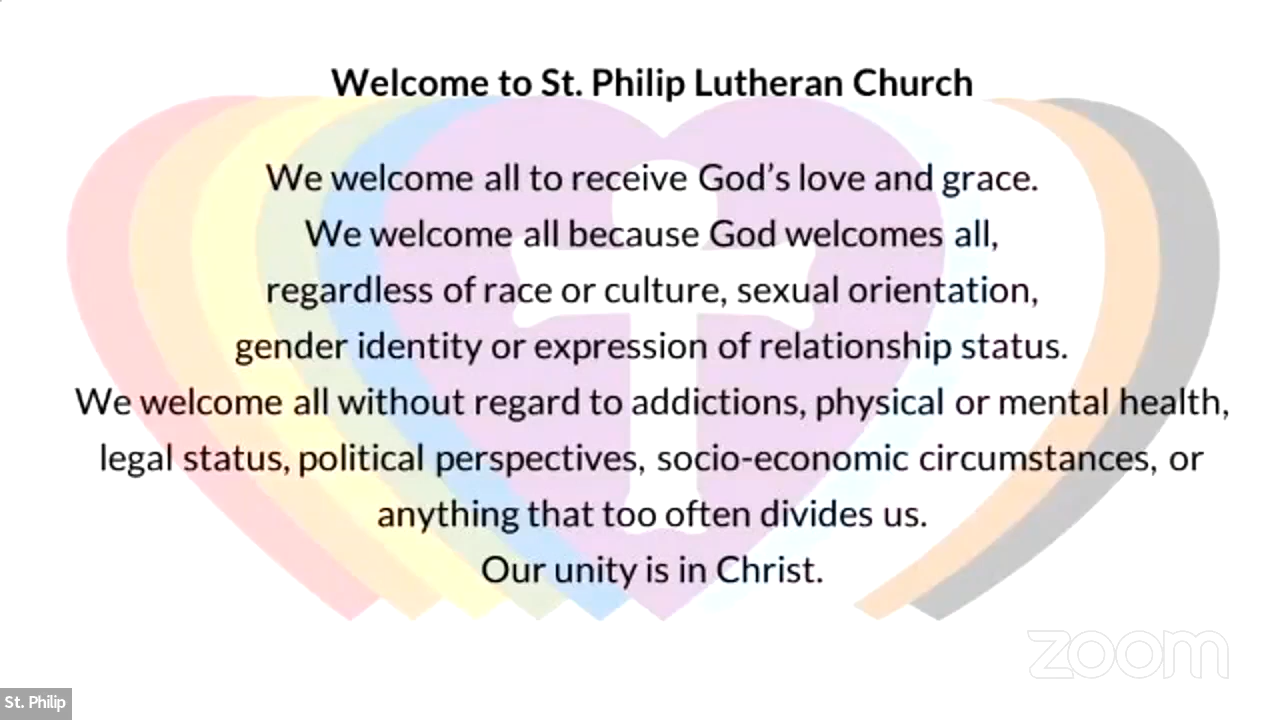 Welcome to St. Philip Lutheran Church
We welcome all to receive God’s love and grace.
We welcome all because God welcomes all,
regardless of race or culture, sexual orientation,
gender identity or expression of relationship status.
We welcome all without regard to addictions, physical or mental health,
legal status, political perspectives, socio-economic circumstances, or
anything that too often divides us.
Our unity is in Christ.
zoom
St. Philip